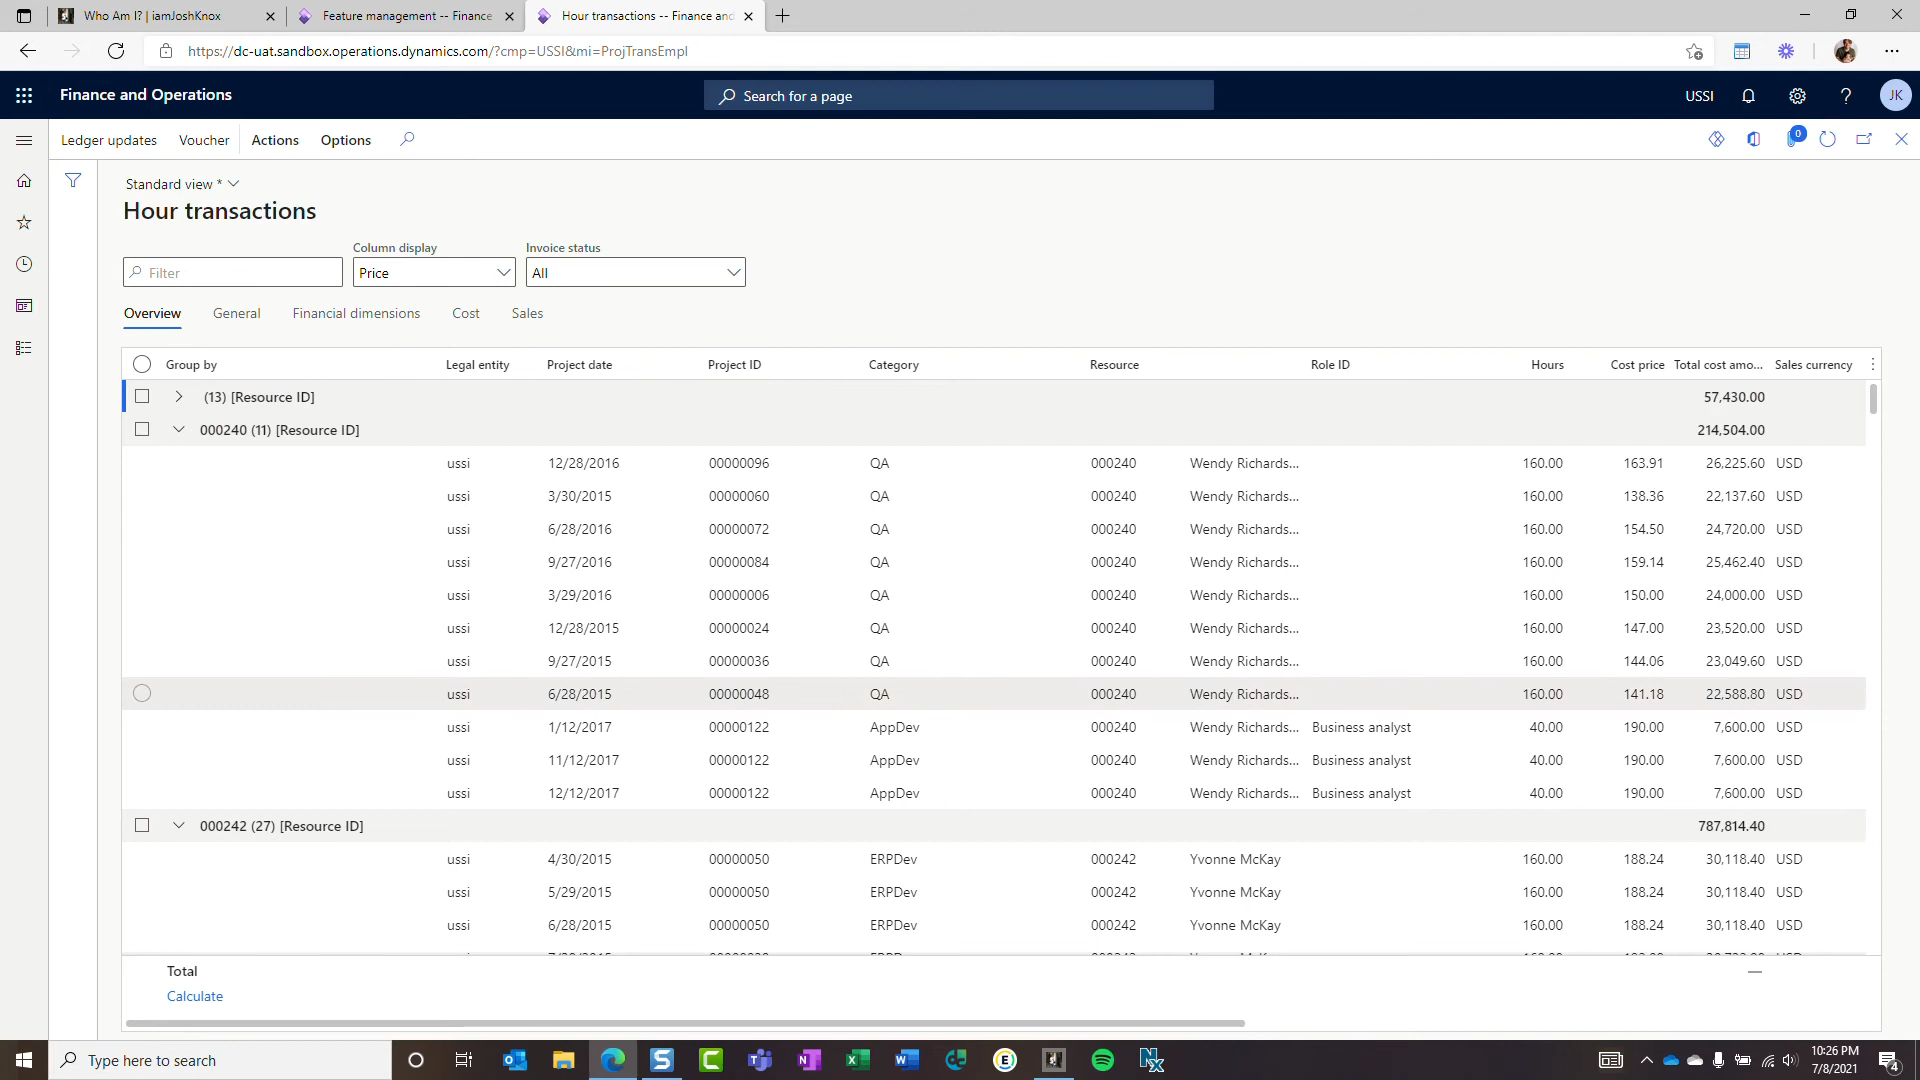 Who Am I? | iamJoshKnox
Feature management -- Finance
Hour transactions -- Finance and
https://dc-uat.sandbox.operations.dynamics.com/?cmp=USSI&mi=ProjTransEmpl
Finance and Operations
Search for a page
USSI
JK
Ledger updates Voucher Actions Options
0
Standard view *
Hour transactions
Column display Invoice status
Filter Price All
Overview General Financial dimensions Cost Sales
Group by Legal entity Project date Project ID Category Resource Role ID Hours Cost price Total cost amo... Sales currency
(13) [Resource ID] 57,430.00
000240 (11) [Resource ID] 214,504.00
ussi 12/28/2016 00000096 QA 000240 Wendy Richards... 160.00 163.91 26,225.60 USD
ussi 3/30/2015 00000060 QA 000240 Wendy Richards... 160.00 138.36 22,137.60 USD
ussi 6/28/2016 00000072 QA 000240 Wendy Richards... 160.00 154.50 24,720.00 USD
ussi 9/27/2016 00000084 QA 000240 Wendy Richards... 160.00 159.14 25,462.40 USD
ussi 3/29/2016 00000006 QA 000240 Wendy Richards... 160.00 150.00 24,000.00 USD
ussi 12/28/2015 00000024 QA 000240 Wendy Richards... 160.00 147.00 23,520.00 USD
ussi 9/27/2015 00000036 QA 000240 Wendy Richards... 160.00 144.06 23,049.60 USD
ussi 6/28/2015 00000048 QA 000240 Wendy Richards... 160.00 141.18 22,588.80 USD
ussi 1/12/2017 00000122 AppDev 000240 Wendy Richards... Business analyst 40.00 190.00 7,600.00 USD
ussi 11/12/2017 00000122 AppDev 000240 Wendy Richards... Business analyst 40.00 190.00 7,600.00 USD
ussi 12/12/2017 00000122 AppDev 000240 Wendy Richards... Business analyst 40.00 190.00 7,600.00 USD
000242 (27) [Resource ID] 787,814.40
ussi 4/30/2015 00000050 ERPDev 000242 Yvonne McKay 160.00 188.24 30,118.40 USD
ussi 5/29/2015 00000050 ERPDev 000242 Yvonne McKay 160.00 188.24 30,118.40 USD
ussi 6/28/2015 00000050 ERPDev 000242 Yvonne McKay 160.00 188.24 30,118.40 USD
Total
Calculate
Type here to search
10:26 PM
7/8/2021
4